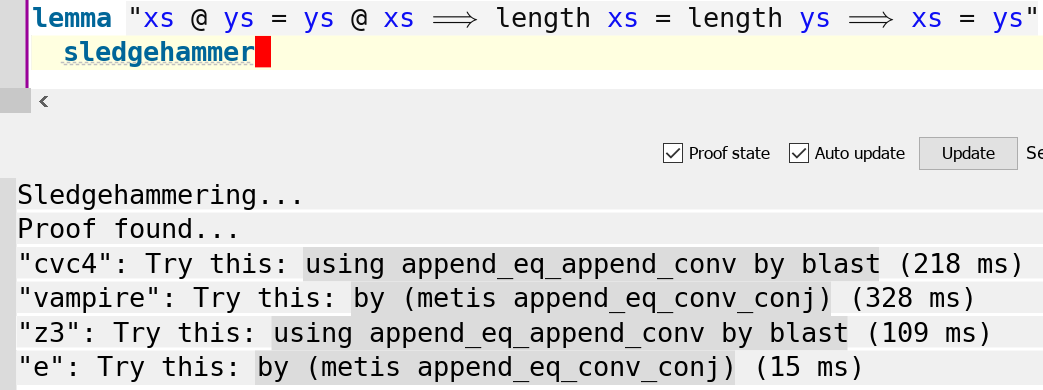 lemma "xs @ ys = ys @ xs ⟹ length xs = length ys ⟹ xs = ys"
sledgehammer
Proof state Auto update Update Se
Sledgehammering...
Proof found...
"cvc4": Try this: using append_eq_append_conv by blast (218 ms)
"vampire": Try this: by (metis append_eq_conv_conj) (328 ms)
"z3": Try this: using append_eq_append_conv by blast (109 ms)
"e": Try this: by (metis append_eq_conv_conj) (15 ms)